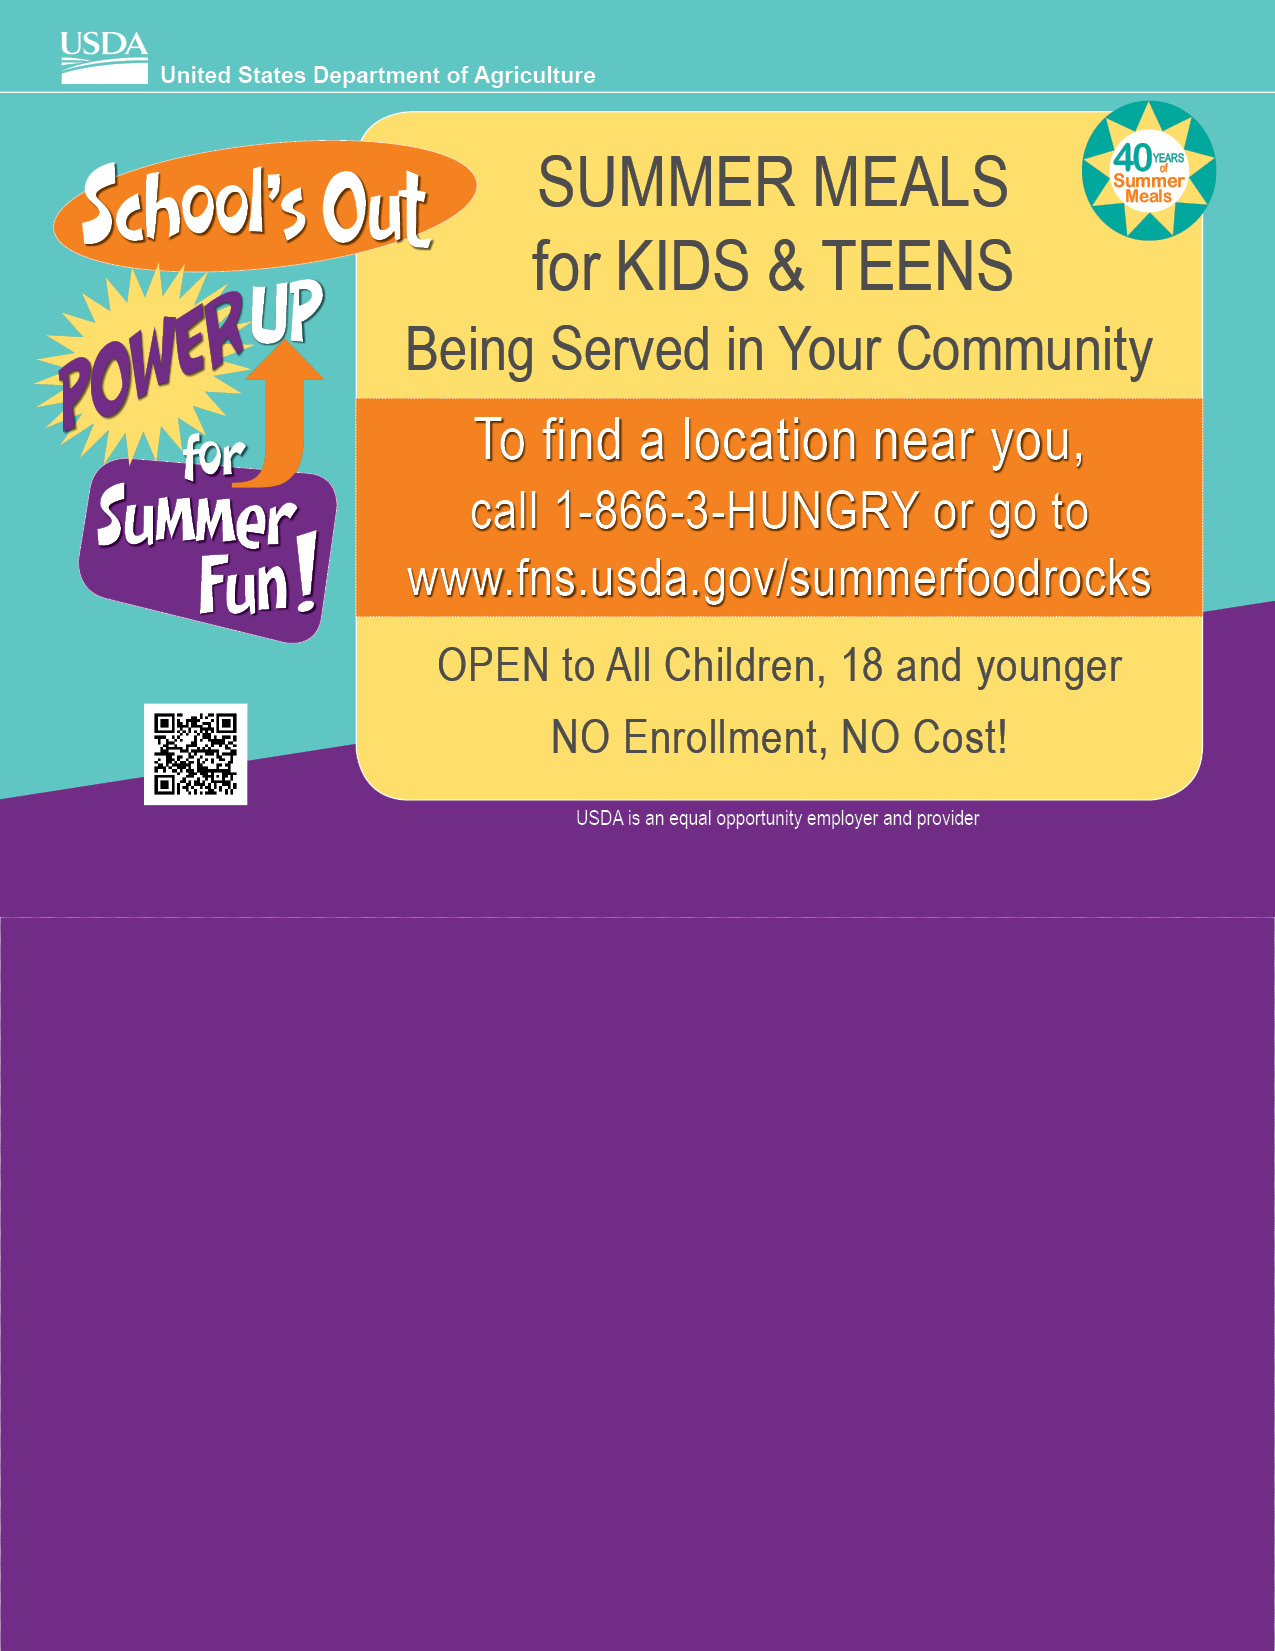 USDA
United States Department of Agriculture
School's Out
POWER UP
for
Summer
Fun!
SUMMER MEALS
for KIDS & TEENS
Being Served in Your Community
40 YEARS
of
Summer
Meals
To find a location near you,
call 1-866-3-HUNGRY or go to
www.fns.usda.gov/summerfoodrocks
OPEN to All Children, 18 and younger
NO Enrollment, NO Cost!
USDA is an equal opportunity employer and provider